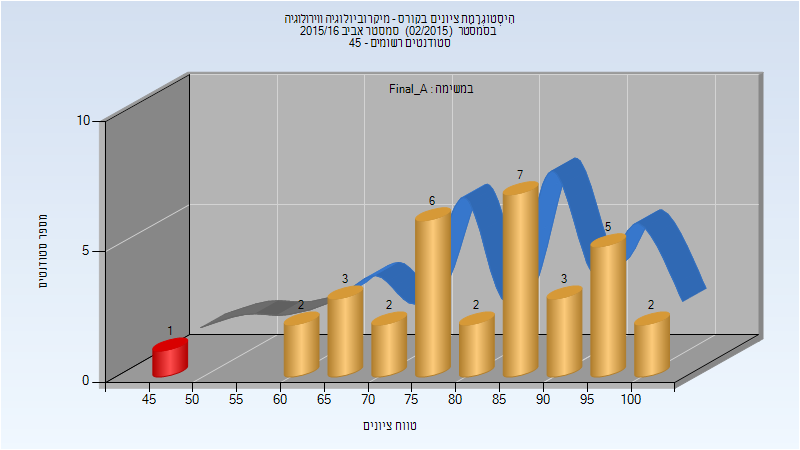 היסטוגרמת ציונים בקורס - מיקרוביולוגיה ווירולוגיה
בסמסטר (02/2015) סמסטר אביב 2015/16
סטודנטים רשומים - 45
במשימה : Final_A
מספר סטודנטים
10
5
0
1
2
3
2
6
2
7
3
5
2
45 50 55 60 65 70 75 80 85 90 95 100
טווח ציונים